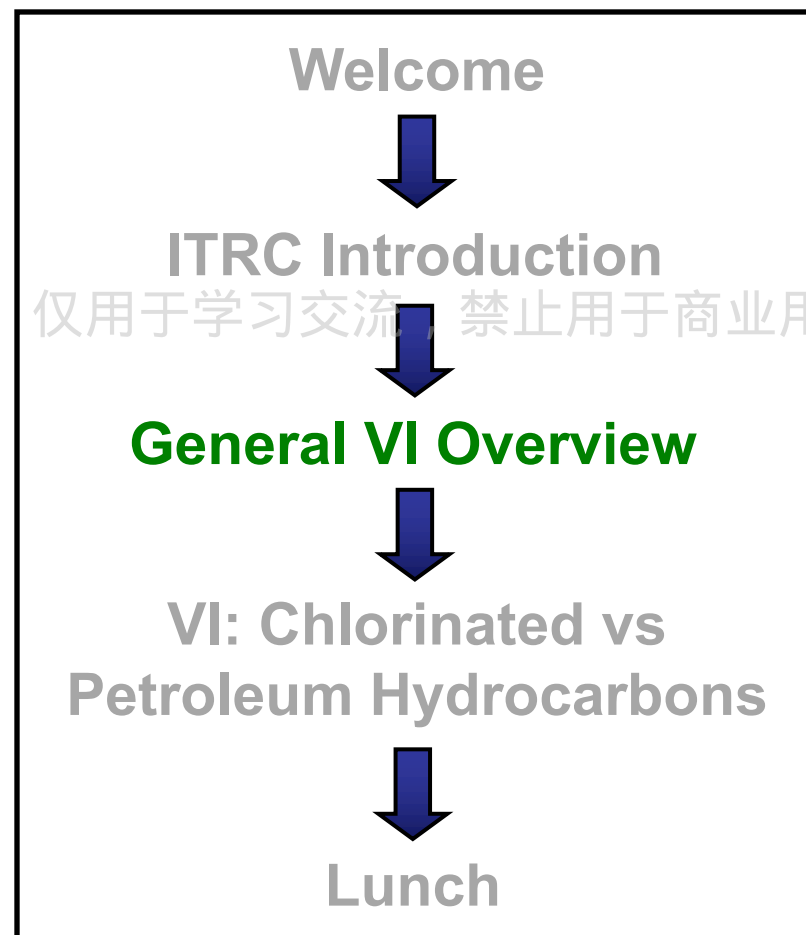 Welcome
ITRC Introduction
仅用于学习交流，禁止用于商业用
General VI Overview
VI: Chlorinated vs
Petroleum Hydrocarbons
Lunch